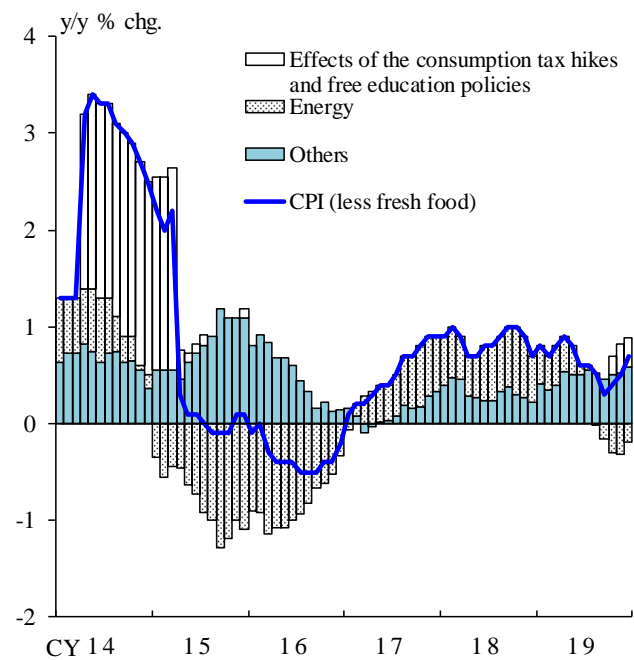 y/y % chg.
4
3
2
1
0
-1
-2
Effects of the consumption tax hikes
and free education policies
Energy
Others
CPI (less fresh food)
CY 14 15 16 17 18 19